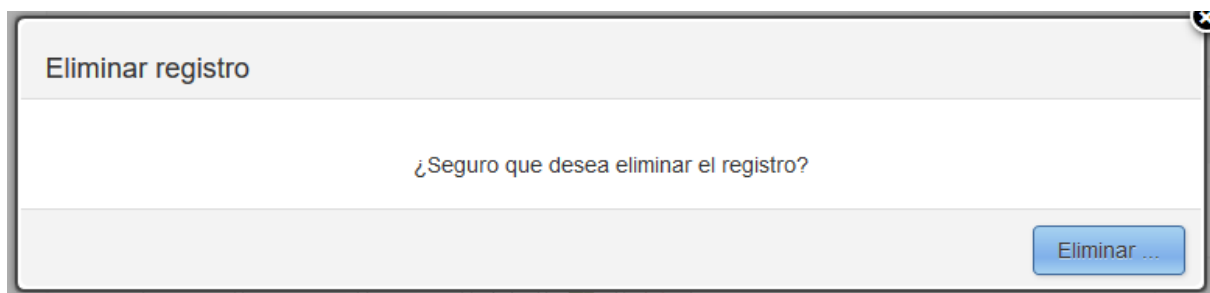 Eliminar registro
¿Seguro que desea eliminar el registro?
Eliminar ...